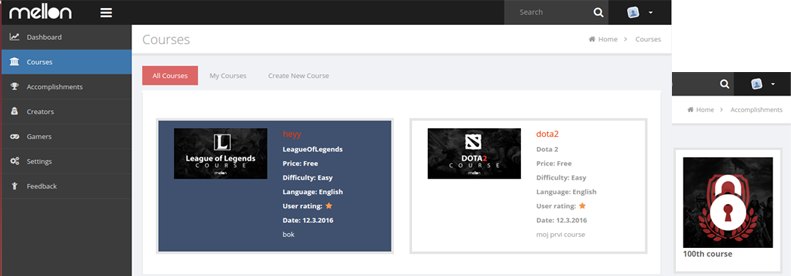 mellon
Search
Dashboard
Courses
Accomplishments
Creators
Gamers
Settings
Feedback
Courses
Home > Courses
All Courses
My Courses
Create New Course
League of Legends
COURSE
mellon
heyy
LeagueOfLegends
Price: Free
Difficulty: Easy
Language: English
User rating:
Date: 12.3.2016
bok
DOTA2
COURSE
mellon
dota2
Dota 2
Price: Free
Difficulty: Easy
Language: English
User rating:
Date: 12.3.2016
moj prvi course
Home > Accomplishments
100th course